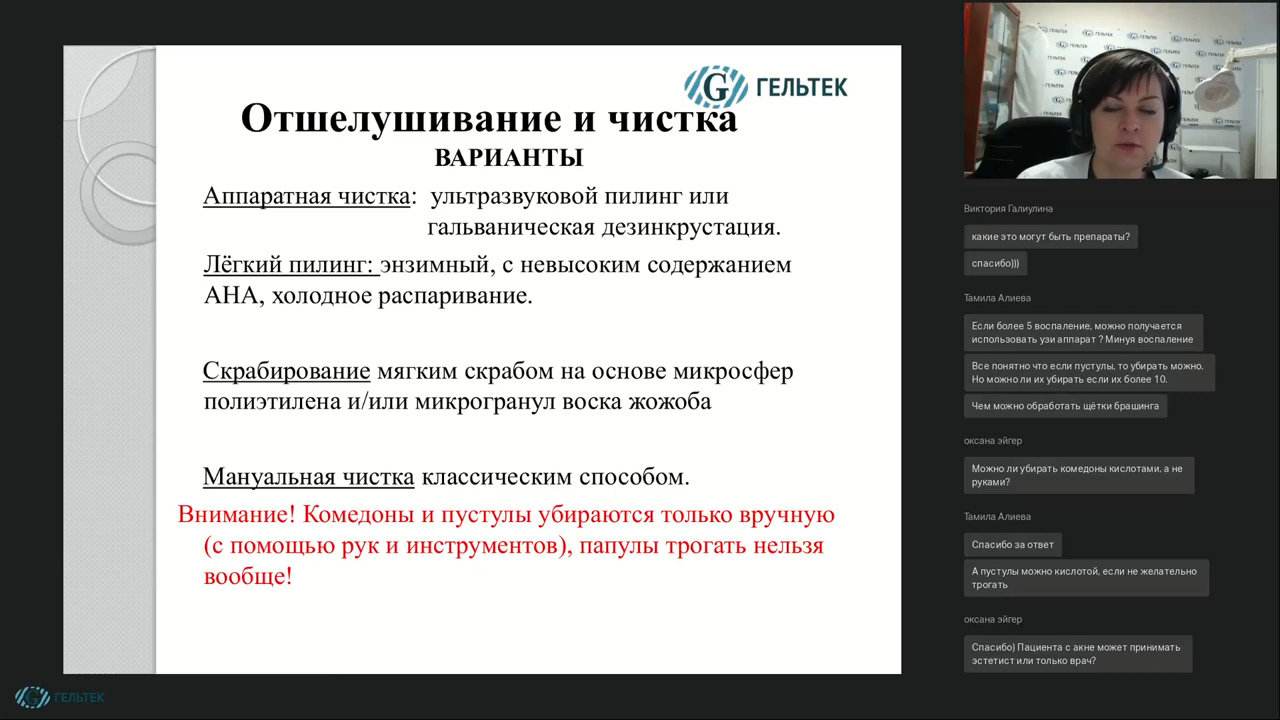 ГЕЛЬТЕК
Отшелушивание и чистка
ВАРИАНТЫ
Аппаратная чистка: ультразвуковой пилинг или
гальваническая дезинкрустация.
Лёгкий пилинг: энзимный, с невысоким содержанием
АНА, холодное распаривание.
Скрабирование мягким скрабом на основе микросфер
полиэтилена и/или микрогранул воска жожоба
Мануальная чистка классическим способом.
Внимание! Комедоны и пустулы убираются только вручную
(с помощью рук и инструментов), папулы трогать нельзя
вообще!
ГЕЛЬТЕК
Виктория Галиулина
какие это могут быть препараты?
спасибо)))
Тамила Алиева
Если более 5 воспаление, можно получается
использовать узи аппарат ? Минуя воспаление
Все понятно что если пустулы, то убирать можно.
Но можно ли их убирать если их более 10.
Чем можно обработать щётки брашинга
оксана эйгер
Можно ли убирать комедоны кислотами, а не
руками?
Тамила Алиева
Спасибо за ответ
А пустулы можно кислотой, если не желательно
трогать
оксана эйгер
Спасибо) Пациента с акне может принимать
эстетист или только врач?